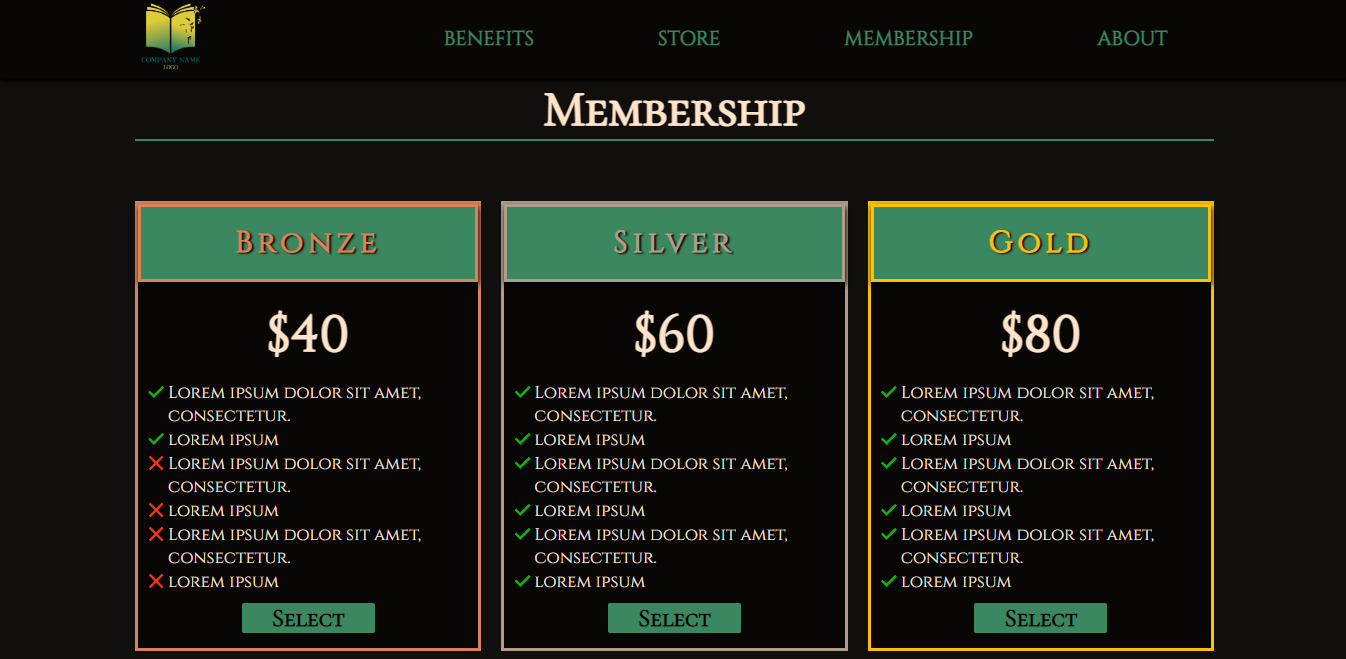 COMPANY NAME
LOGO
BENEFITS STORE MEMBERSHIP ABOUT
Membership
Bronze
$40
Lorem ipsum dolor sit amet,
consectetur.
lorem ipsum
Lorem ipsum dolor sit amet,
consectetur.
lorem ipsum
Lorem ipsum dolor sit amet,
consectetur.
lorem ipsum
Select
Silver
$60
Lorem ipsum dolor sit amet,
consectetur.
lorem ipsum
Lorem ipsum dolor sit amet,
consectetur.
lorem ipsum
Lorem ipsum dolor sit amet,
consectetur.
lorem ipsum
Select
Gold
$80
Lorem ipsum dolor sit amet,
consectetur.
lorem ipsum
Lorem ipsum dolor sit amet,
consectetur.
lorem ipsum
Lorem ipsum dolor sit amet,
consectetur.
lorem ipsum
Select